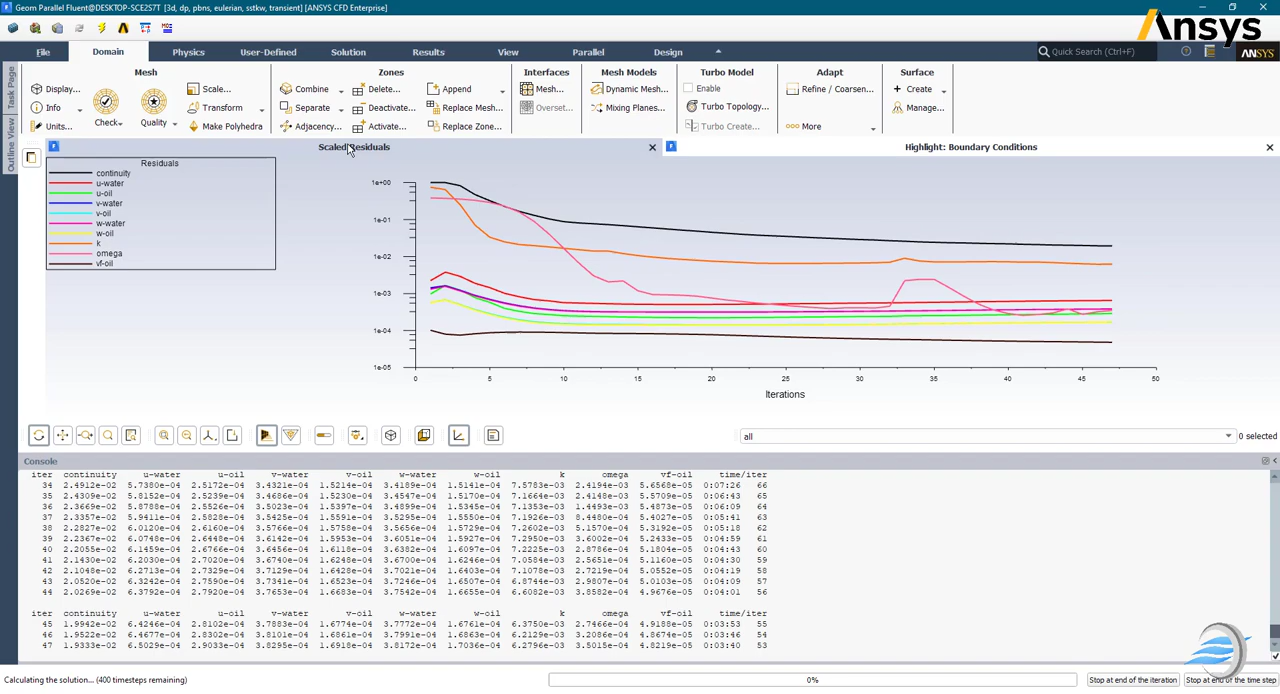 Geom Parallel Fluent@DESKTOP-SCE2S7T [3d, dp, pbns, eulerian, sstkw, transient] [ANSYS CFD Enterprise]
Ansys
File Domain Physics User-Defined Solution Results View Parallel Design Quick Search (Ctrl+F) ANSYS
Mesh Zones Interfaces Mesh Models Turbo Model Adapt Surface
Display... Scale... Combine Delete... Append Mesh... Dynamic Mesh... Enable Refine / Coarsen... Create
Info Transform Separate Deactivate... Replace Mesh... Overset... Mixing Planes... Turbo Topology... Manage...
Units... Check Quality Make Polyhedra Adjacency... Activate... Replace Zone... Turbo Create... More
Task Page
Outline View
Scaled Residuals Highlight: Boundary Conditions
Residuals
continuity
u-water
u-oil
v-water
v-oil
w-water
w-oil
k
omega
vf-oil
1e+00
1e-01
1e-02
1e-03
1e-04
1e-05
0 5 10 15 20 25 30 35 40 45 50
Iterations
all 0 selected
Console
iter continuity u-water u-oil v-water v-oil w-water w-oil k omega vf-oil time/iter
34 2.4912e-02 5.7380e-04 2.5172e-04 3.4321e-04 1.5214e-04 3.4189e-04 1.5141e-04 7.5783e-03 2.4194e-03 5.6568e-05 0:07:26 66
35 2.4309e-02 5.8152e-04 2.5239e-04 3.4686e-04 1.5230e-04 3.4547e-04 1.5170e-04 7.1664e-03 2.4148e-03 5.5709e-05 0:06:43 65
36 2.3669e-02 5.8788e-04 2.5526e-04 3.5023e-04 1.5397e-04 3.4899e-04 1.5345e-04 7.1353e-03 1.4493e-03 5.4873e-05 0:06:09 64
37 2.3357e-02 5.9411e-04 2.5828e-04 3.5425e-04 1.5591e-04 3.5295e-04 1.5550e-04 7.1926e-03 8.4480e-04 5.4027e-05 0:05:41 63
38 2.2827e-02 6.0120e-04 2.6160e-04 3.5766e-04 1.5758e-04 3.5656e-04 1.5729e-04 7.2602e-03 5.1570e-04 5.3192e-05 0:05:18 62
39 2.2367e-02 6.0748e-04 2.6448e-04 3.6142e-04 1.5953e-04 3.6051e-04 1.5927e-04 7.2950e-03 3.6002e-04 5.2433e-05 0:04:59 61
40 2.2055e-02 6.1459e-04 2.6766e-04 3.6454e-04 1.6118e-04 3.6382e-04 1.6097e-04 7.2225e-03 2.8786e-04 5.1804e-05 0:04:43 60
41 2.1430e-02 6.2030e-04 2.7020e-04 3.6740e-04 1.6248e-04 3.6700e-04 1.6246e-04 7.0584e-03 2.5651e-04 5.1160e-05 0:04:30 59
42 2.1048e-02 6.2713e-04 2.7329e-04 3.7129e-04 1.6421e-04 3.7021e-04 1.6403e-04 7.1078e-03 2.7219e-04 5.0552e-05 0:04:19 58
43 2.0520e-02 6.3242e-04 2.7590e-04 3.7341e-04 1.6523e-04 3.7246e-04 1.6507e-04 6.8744e-03 2.9807e-04 5.0103e-05 0:04:09 57
44 2.0269e-02 6.3792e-04 2.7920e-04 3.7653e-04 1.6683e-04 3.7542e-04 1.6655e-04 6.6082e-03 3.8582e-04 4.9676e-05 0:04:01 56
iter continuity u-water u-oil v-water v-oil w-water w-oil k omega vf-oil time/iter
45 1.9942e-02 6.4246e-04 2.8102e-04 3.7883e-04 1.6774e-04 3.7772e-04 1.6761e-04 6.3750e-03 2.7466e-04 4.9188e-05 0:03:53 55
46 1.9522e-02 6.4677e-04 2.8302e-04 3.8101e-04 1.6861e-04 3.7991e-04 1.6863e-04 6.2129e-03 3.2086e-04 4.8674e-05 0:03:46 54
47 1.9333e-02 6.5029e-04 2.9033e-04 3.8295e-04 1.6918e-04 3.8172e-04 1.7036e-04 6.2796e-03 3.5015e-04 4.8219e-05 0:03:40 53
Calculating the solution... (400 timesteps remaining) 0% Stop at end of the iteration Stop at end of the time step